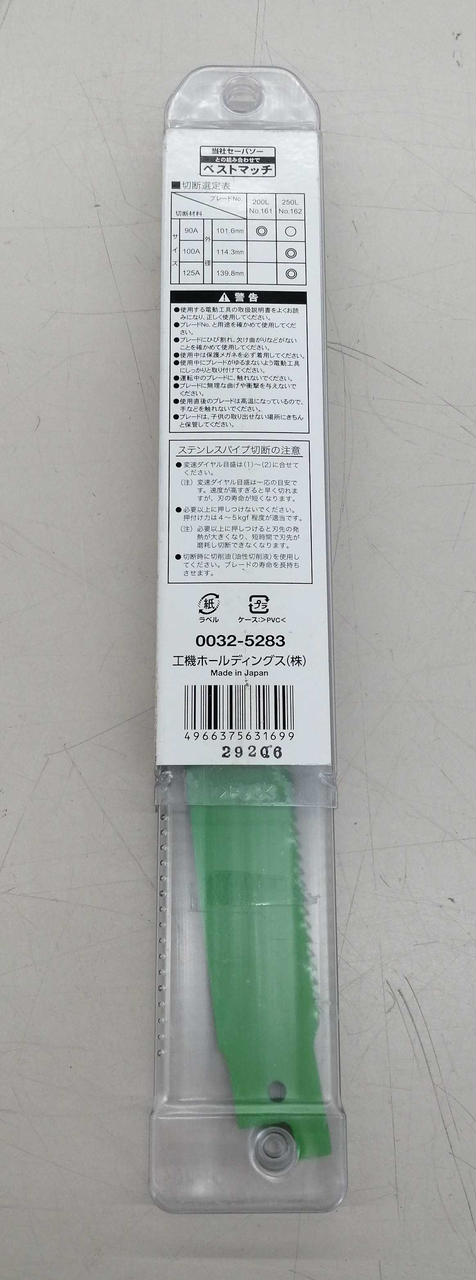 当社セーバソー
との組み合わせで
ベストマッチ
■切断選定表
ブレードNo. 200L No.161 250L No.162
切断材料
サイズ 90A 外径 101.6mm ◎ ○
100A 114.3mm ◎
125A 139.8mm ◎
⚠警告
●使用する電動工具の取扱説明書をよくお読
みになり、正しく使用してください。
●ブレードNo.と用途を確かめて使用してくだ
さい。
●ブレードにひび割れ、欠け曲がりなどがない
ことを確かめて使用してください。
●使用中は保護メガネを必ず着用してください。
●使用中にブレードがゆるまないよう電動工具
にしっかりと取り付けてください。
●運転中のブレードに、触れないでください。
●ブレードに無理な曲げや衝撃を与えないで
ください。
●使用直後のブレードは高温になっているので、
手などを触れないでください。
●ブレードは、子供の取り出せない場所にきちん
と保管してください。
ステンレスパイプ切断の注意
●変速ダイヤル目盛は(1)〜(2)に合せて
ください。
(注)変速ダイヤル目盛は一応の目安で
す。速度が高すぎると早く切れま
すが、刃の寿命が短くなります。
●必要以上に押しつけないでください。
押付け力は4〜5kgf程度が適当です。
(注)必要以上に押しつけると刃先の発
熱が大きくなり、短時間で刃先が
磨耗し切断できなくなります。
●切断時に切削油(油性切削液)を使用し
てください。ブレードの寿命を長持ち
させます。
紙 プラ
ラベル ケース:>PVC<
0032-5283
工機ホールディングス(株)
Made in Japan
4966375631699
29206